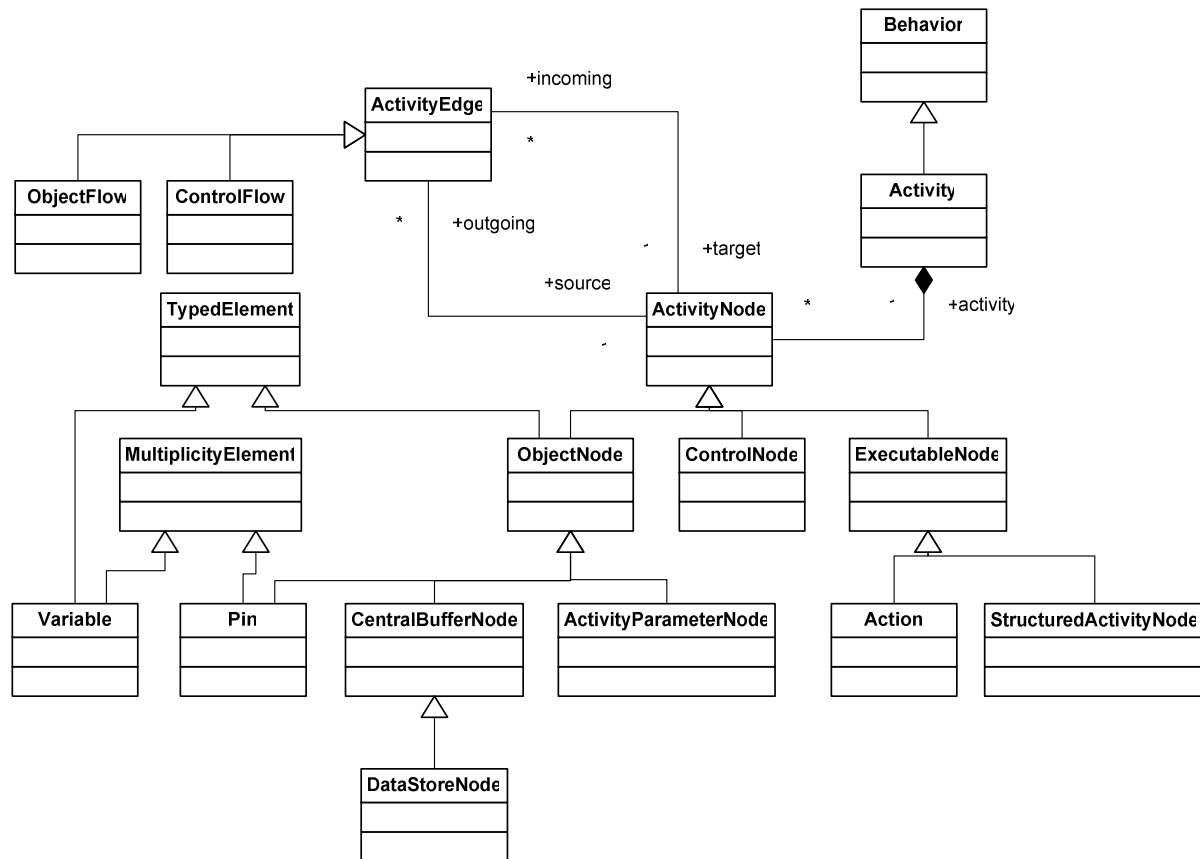 Behavior
+incoming
ActivityEdge
*
ObjectFlow
ControlFlow
Activity
*
+outgoing
+target
+source
TypedElement
ActivityNode
*
+activity
MultiplicityElement
ObjectNode
ControlNode
ExecutableNode
Variable
Pin
CentralBufferNode
ActivityParameterNode
Action
StructuredActivityNode
DataStoreNode